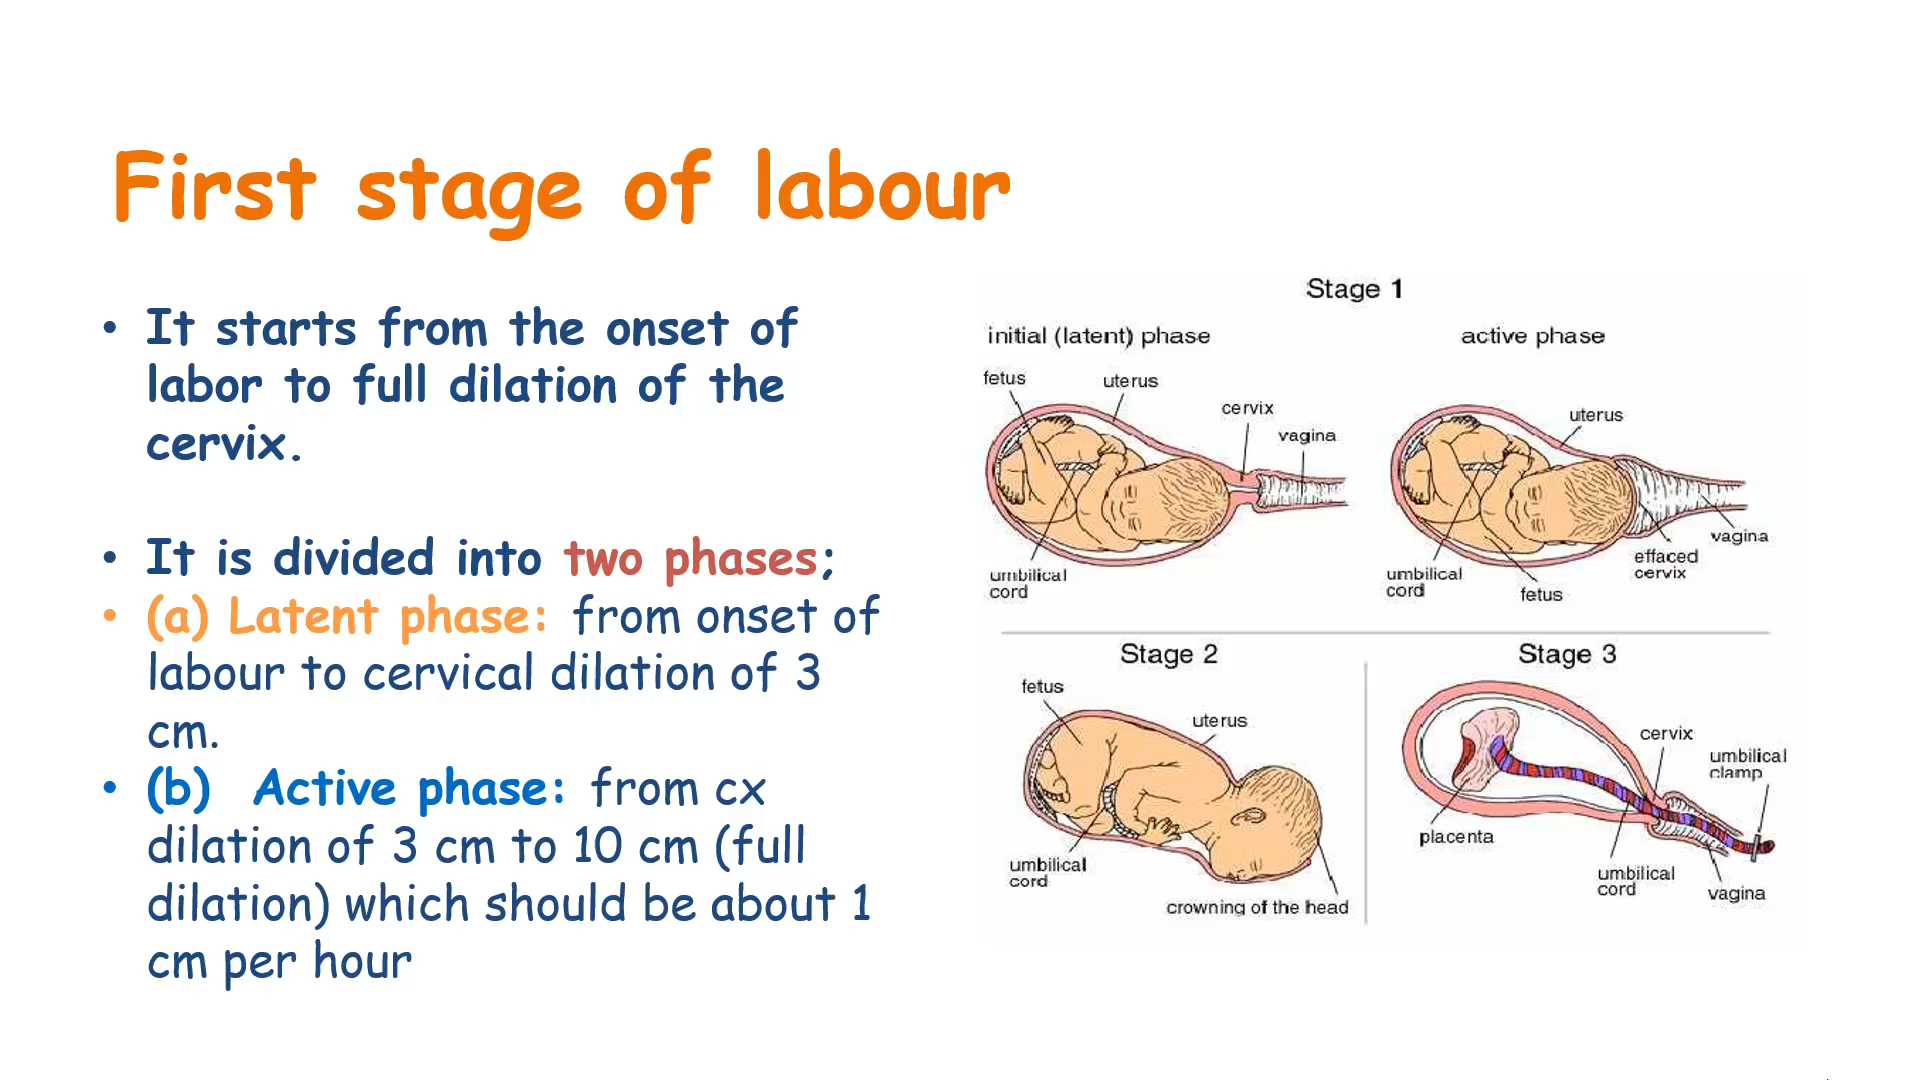 First stage of labour
• It starts from the onset of
labor to full dilation of the
cervix.
• It is divided into two phases;
• (a) Latent phase: from onset of
labour to cervical dilation of 3
cm.
• (b) Active phase: from cx
dilation of 3 cm to 10 cm (full
dilation) which should be about 1
cm per hour
Stage 1
initial (latent) phase
fetus
uterus
cervix
vagina
umbilical
cord
active phase
uterus
vagina
effaced
cervix
umbilical
cord
fetus
Stage 2
fetus
uterus
umbilical
cord
crowning of the head
Stage 3
cervix
umbilical
clamp
placenta
umbilical
cord
vagina